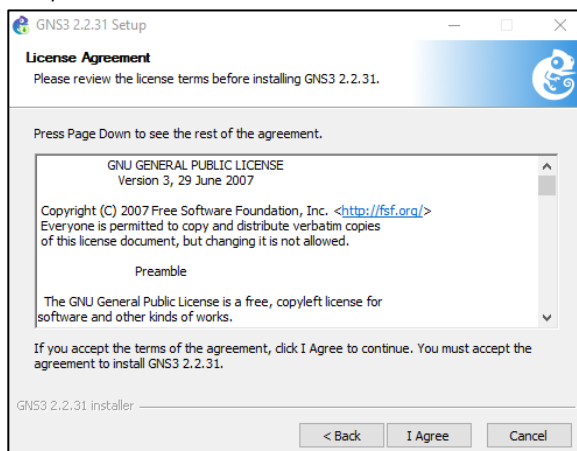 GNS3 2.2.31 Setup
License Agreement
Please review the license terms before installing GNS3 2.2.31.
Press Page Down to see the rest of the agreement.
GNU GENERAL PUBLIC LICENSE
Version 3, 29 June 2007
Copyright (C) 2007 Free Software Foundation, Inc. <http://fsf.org/>
Everyone is permitted to copy and distribute verbatim copies
of this license document, but changing it is not allowed.
Preamble
The GNU General Public License is a free, copyleft license for
software and other kinds of works.
If you accept the terms of the agreement, click I Agree to continue. You must accept the
agreement to install GNS3 2.2.31.
GNS3 2.2.31 installer
< Back I Agree Cancel